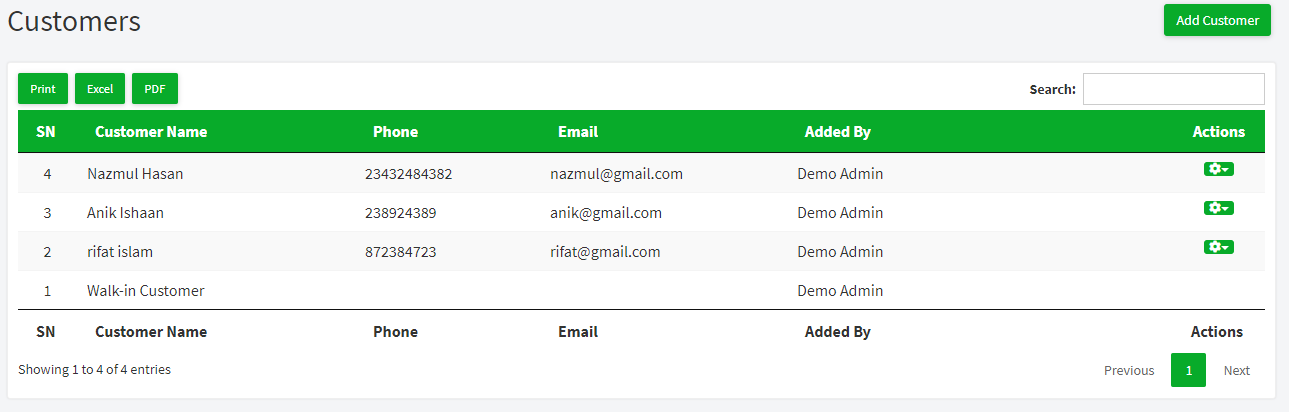 Customers
Add Customer
Print Excel PDF Search:
SN Customer Name Phone Email Added By Actions
4 Nazmul Hasan 23432484382 nazmul@gmail.com Demo Admin
3 Anik Ishaan 238924389 anik@gmail.com Demo Admin
2 rifat islam 872384723 rifat@gmail.com Demo Admin
1 Walk-in Customer Demo Admin
SN Customer Name Phone Email Added By Actions
Showing 1 to 4 of 4 entries Previous 1 Next